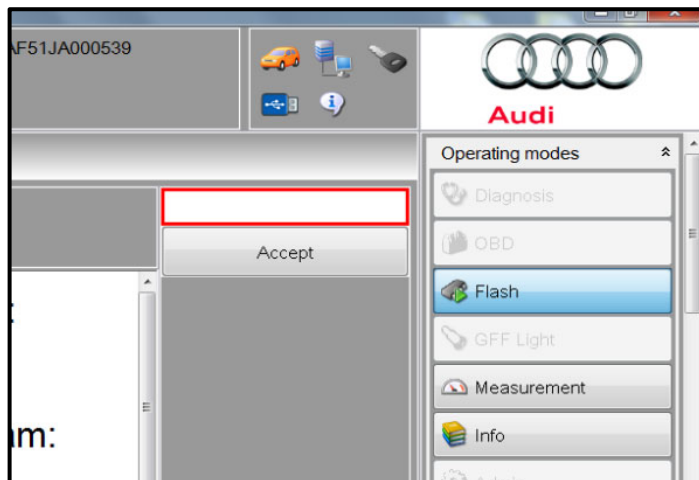 AF51JA000539
Audi
Operating modes
Diagnosis
OBD
Accept
Flash
GFF Light
Measurement
Info
am: